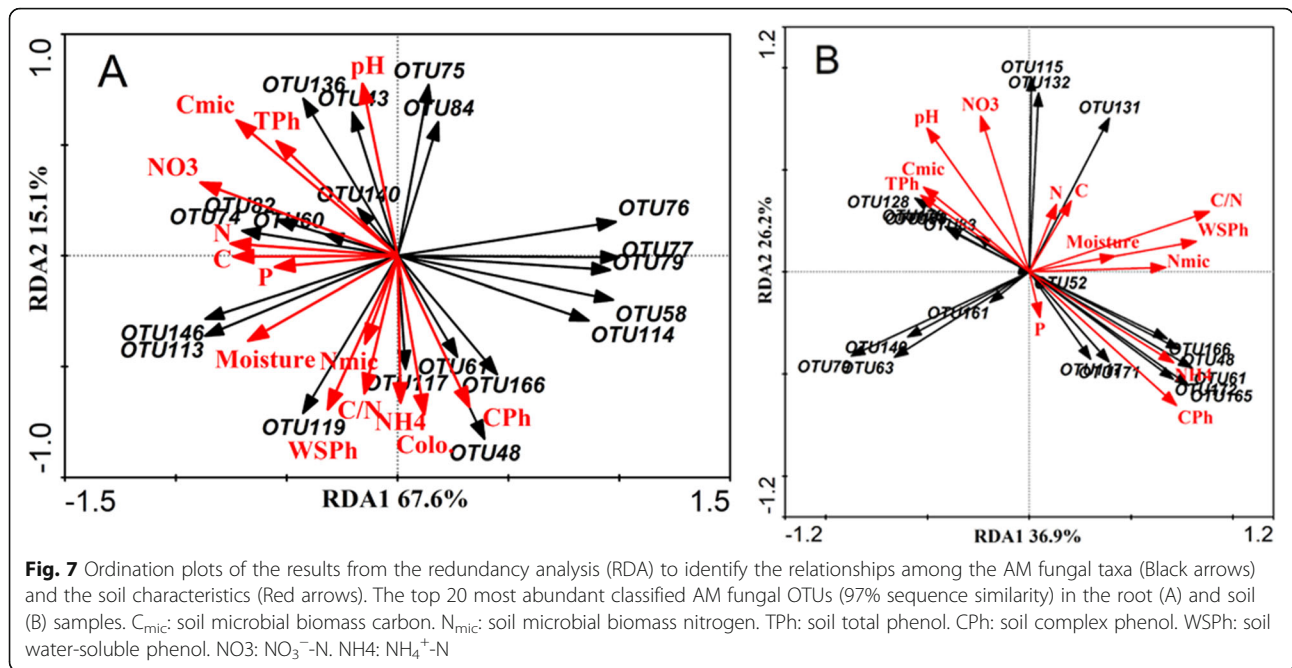 A
1.0
RDA2 15.1%
-1.0
-1.5
RDA1 67.6%
1.5
pH
OTU75
OTU136
OTU43
OTU84
Cmic
TPh
NO3
OTU140
OTU82
OTU74
OTU60
N
C
P
OTU76
OTU77
OTU79
OTU58
OTU114
OTU146
OTU113
Moisture
Nmic
OTU117
OTU166
C/N
NH4
Colo.
CPh
OTU119
WSPh
OTU48
B
1.2
RDA2 26.2%
-1.2
-1.2
RDA1 36.9%
1.2
OTU115
OTU132
OTU131
NO3
pH
Cmic
TPh
OTU128
N
C
C/N
WSPh
Moisture
Nmic
OTU52
P
OTU161
OTU63
OTU166
OTU48
NH4
OTU61
OTU165
CPh
Fig. 7 Ordination plots of the results from the redundancy analysis (RDA) to identify the relationships among the AM fungal taxa (Black arrows)
and the soil characteristics (Red arrows). The top 20 most abundant classified AM fungal OTUs (97% sequence similarity) in the root (A) and soil
(B) samples. Cmic: soil microbial biomass carbon. Nmic: soil microbial biomass nitrogen. TPh: soil total phenol. CPh: soil complex phenol. WSPh: soil
water-soluble phenol. NO3: NO₃⁻-N. NH4: NH₄⁺-N